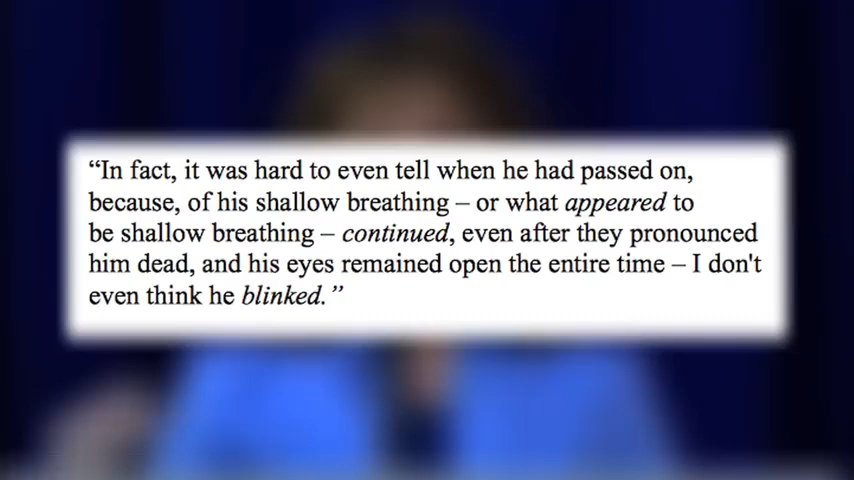 “In fact, it was hard to even tell when he had passed on,
because, of his shallow breathing – or what appeared to
be shallow breathing – continued, even after they pronounced
him dead, and his eyes remained open the entire time – I don't
even think he blinked.”